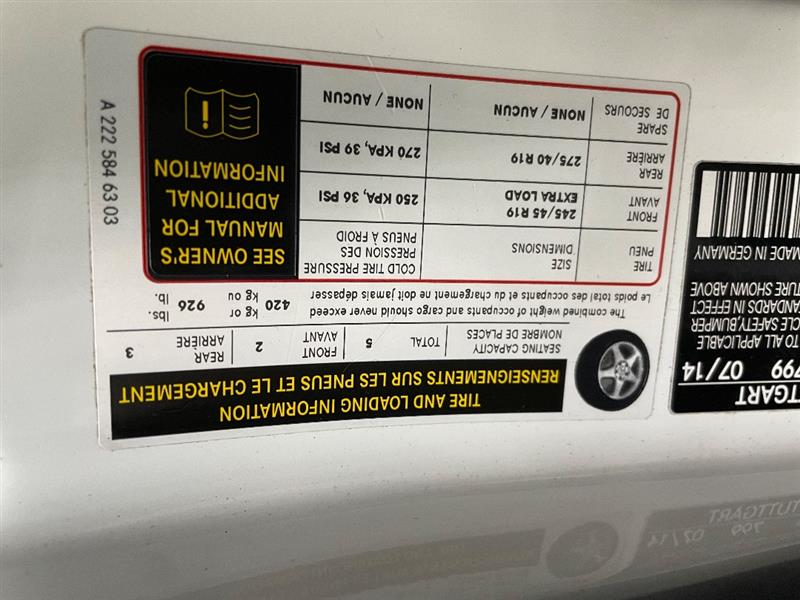 TIRE AND LOADING INFORMATION
RENSEIGNEMENTS SUR LES PNEUS ET LE CHARGEMENT
SEATING CAPACITY
NOMBRE DE PLACES
TOTAL 5
FRONT
AVANT
2
REAR
ARRIÈRE
3
The combined weight of occupants and cargo should never exceed
Le poids total des occupants et du chargement ne doit jamais dépasser
420 kg or
kg ou
926 lbs.
lb.
TIRE
PNEU
SIZE
DIMENSIONS
COLD TIRE PRESSURE
PRESSION DES
PNEUS À FROID
FRONT
AVANT
245/45 R19
EXTRA LOAD
250 KPA, 36 PSI
REAR
ARRIÈRE
275/40 R19
270 KPA, 39 PSI
SPARE
DE SECOURS
NONE / AUCUN
NONE / AUCUN
SEE OWNER'S
MANUAL FOR
ADDITIONAL
INFORMATION
A 222 584 63 03
TTGART
799 07/14
TO ALL APPLICABLE
CLE SAFETY,BUMPER
ANDARDS IN EFFECT
TURE SHOWN ABOVE
MADE IN GERMANY